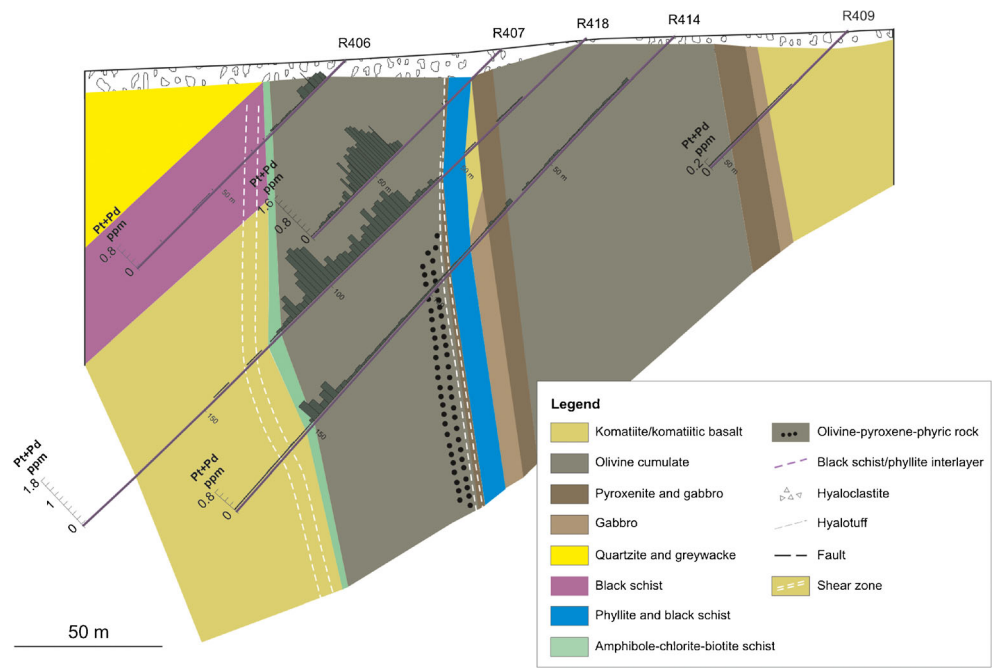 R406
R407
R418
R414
R409
Pt+Pd
ppm
0.8
0
50 m
Pt+Pd
ppm
1.6
0.8
0
50 m
50 m
100
150
Pt+Pd
ppm
1.8
1
0
50 m
150
Pt+Pd
ppm
0.8
0
Pt+Pd
ppm
0.2
0
50 m
50 m
Legend
Komatiite/komatiitic basalt
Olivine cumulate
Pyroxenite and gabbro
Gabbro
Quartzite and greywacke
Black schist
Phyllite and black schist
Amphibole-chlorite-biotite schist
Olivine-pyroxene-phyric rock
Black schist/phyllite interlayer
Hyaloclastite
Hyalotuff
Fault
Shear zone